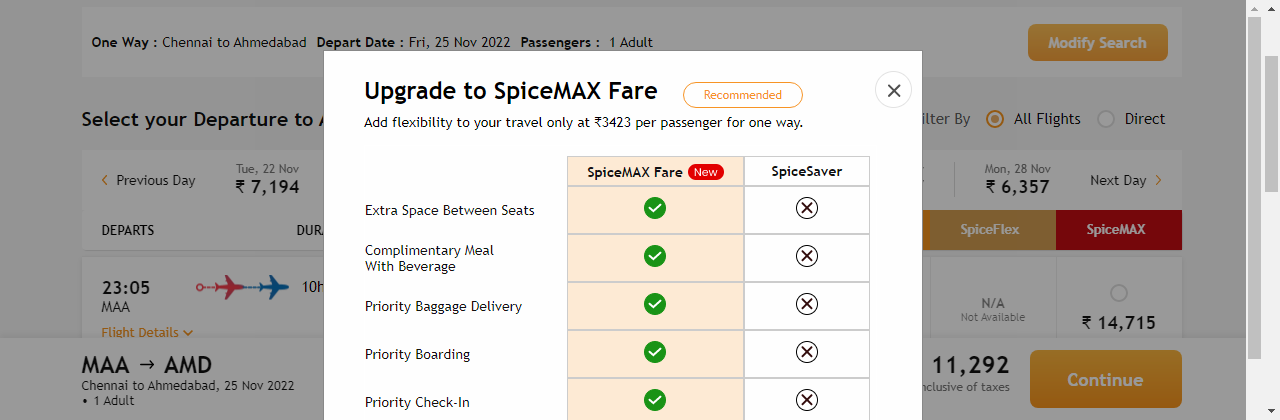 One Way : Chennai to Ahmedabad Depart Date : Fri, 25 Nov 2022 Passengers : 1 Adult
Modify Search
Upgrade to SpiceMAX Fare Recommended
Add flexibility to your travel only at ₹3423 per passenger for one way.
Select your Departure to
Filter By All Flights Direct
Previous Day
Tue, 22 Nov
₹ 7,194
Mon, 28 Nov
₹ 6,357
Next Day
SpiceMAX Fare New SpiceSaver
DEPARTS
SpiceFlex SpiceMAX
Extra Space Between Seats
Complimentary Meal
With Beverage
Priority Baggage Delivery
Priority Boarding
Priority Check-In
23:05
MAA
10h
Flight Details
N/A
Not Available
₹ 14,715
MAA → AMD
Chennai to Ahmedabad, 25 Nov 2022
• 1 Adult
11,292
inclusive of taxes
Continue